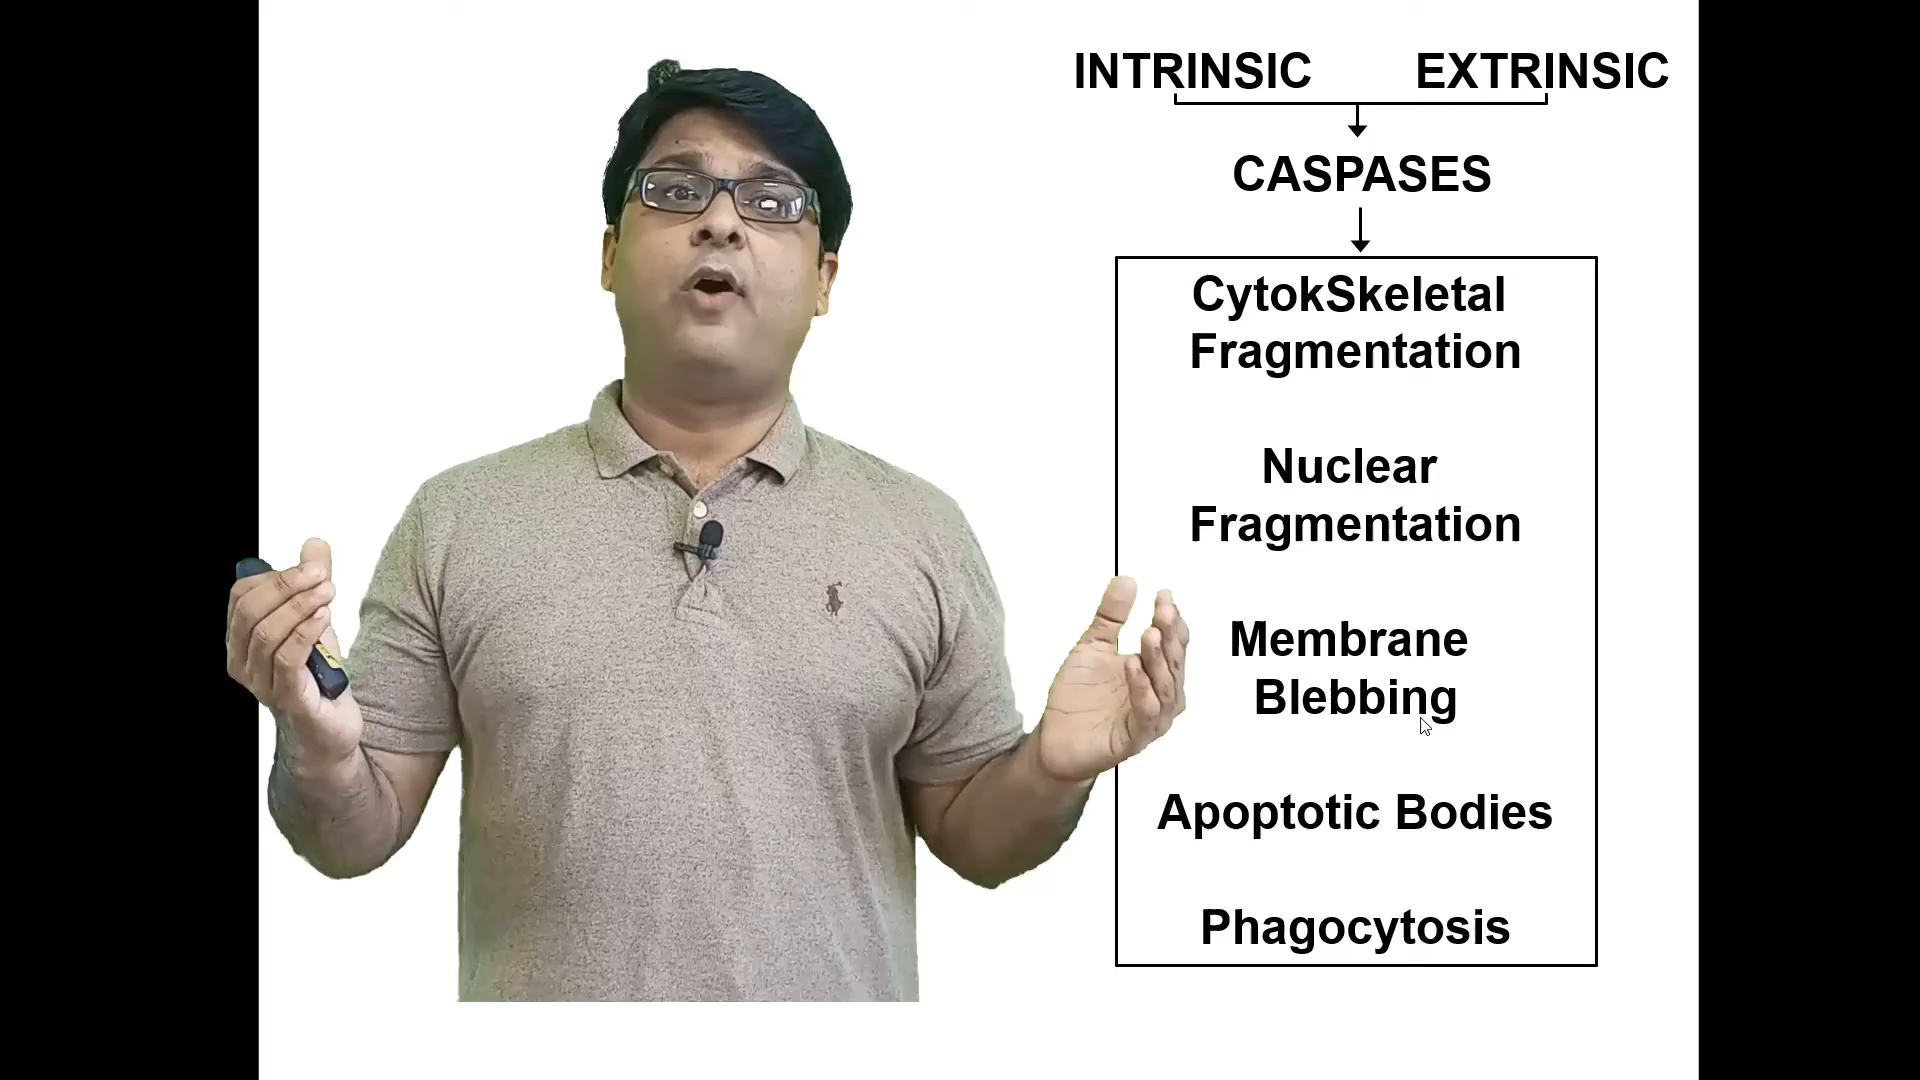 INTRINSIC EXTRINSIC
CASPASES
CytokSkeletal
Fragmentation
Nuclear
Fragmentation
Membrane
Blebbing
Apoptotic Bodies
Phagocytosis